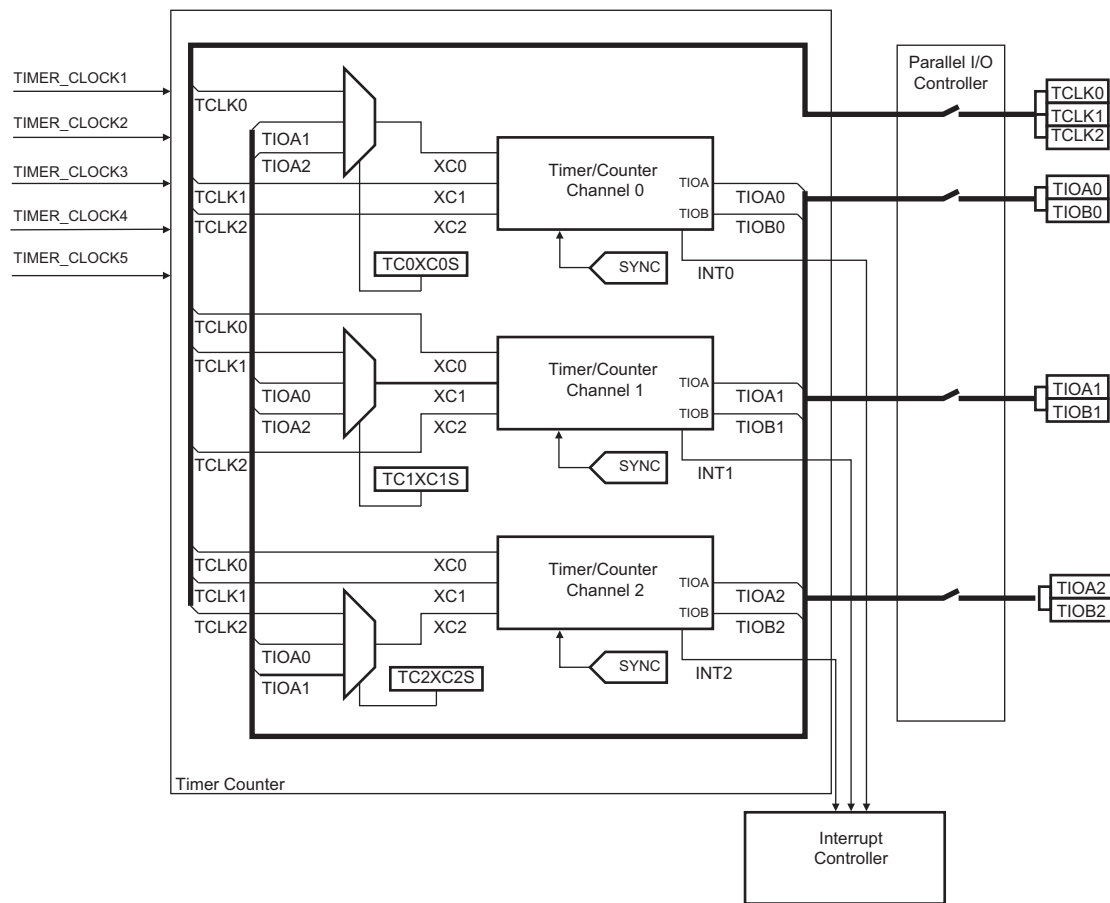 TIMER_CLOCK1
TIMER_CLOCK2
TIMER_CLOCK3
TIMER_CLOCK4
TIMER_CLOCK5
TCLK0
TIOA1
TIOA2
TCLK1
TCLK2
XC0
XC1
XC2
TC0XC0S
Timer/Counter
Channel 0
TIOA
TIOB
TIOA0
TIOB0
SYNC
INT0
TCLK0
TCLK1
TIOA0
TIOA2
TCLK2
XC0
XC1
XC2
TC1XC1S
Timer/Counter
Channel 1
TIOA
TIOB
TIOA1
TIOB1
SYNC
INT1
TCLK0
TCLK1
TCLK2
TIOA0
TIOA1
XC0
XC1
XC2
TC2XC2S
Timer/Counter
Channel 2
TIOA
TIOB
TIOA2
TIOB2
SYNC
INT2
Timer Counter
Parallel I/O
Controller
TCLK0
TCLK1
TCLK2
TIOA0
TIOB0
TIOA1
TIOB1
TIOA2
TIOB2
Interrupt
Controller